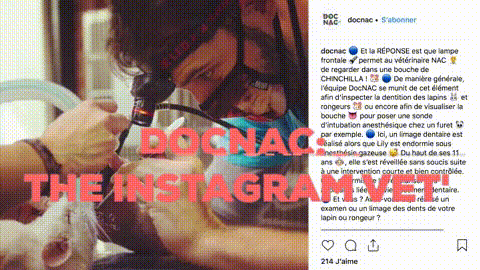 DOC
NAC
docnac • S'abonner
docnac 🔵 Et la RÉPONSE est que lampe
frontale 🚀 permet au vétérinaire NAC
de regarder dans une bouche de
CHINCHILLA ! 🐹 🔵 De manière générale,
l'équipe DocNAC se munit de cet élément
afin d'inspecter la dentition des lapins 🐰 et
rongeurs 🐹 ou encore afin de visualiser la
bouche 👅 pour poser une sonde
d'intubation anesthésique chez un furet
par exemple. 🔵 Ici, un limage dentaire est
réalisé alors que Lily est endormie sous
anesthésie gazeuse 😴 Du haut de ses 11
ans, elle s'est réveillée sans soucis suite
à une intervention courte et bien contrôlée.
DOCNAC:
THE INSTAGRAM VET'
dentaire.
Et vous ? réalisé un
examen ou un limage des dents de votre
lapin ou rongeur ?
214 J'aime